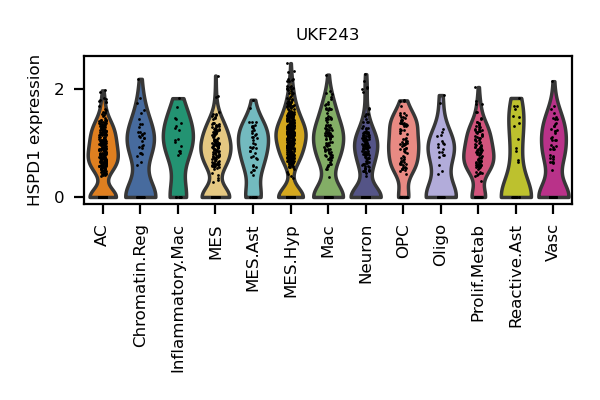 UKF243
HSPD1 expression
2
0
AC
Chromatin.Reg
Inflammatory.Mac
MES
MES.Ast
MES.Hyp
Mac
Neuron
OPC
Oligo
Prolif.Metab
Reactive.Ast
Vasc